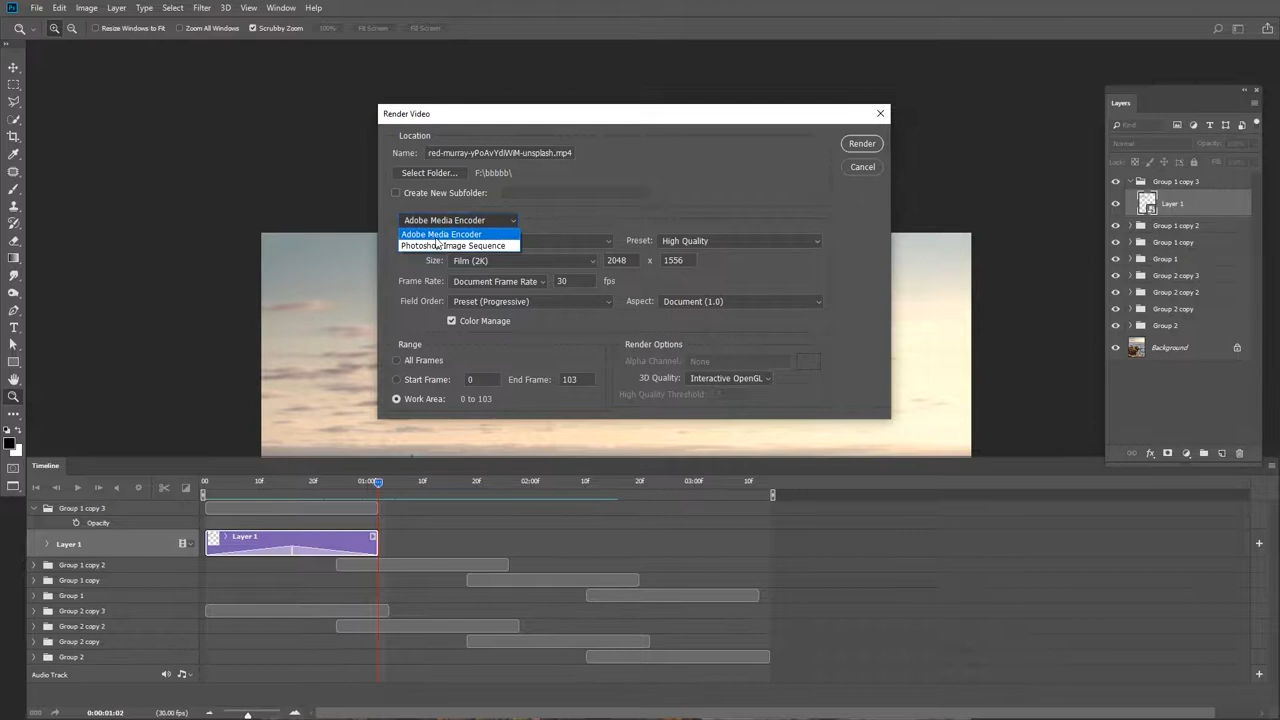 Ps File Edit Image Layer Type Select Filter 3D View Window Help
Resize Windows to Fit Zoom All Windows Scrubby Zoom 100% Fit Screen Fill Screen
Render Video
Location
Name: red-murray-yPoAvYdiWiM-unsplash.mp4
Render
Select Folder... F:\bbbbb\
Cancel
Create New Subfolder:
Adobe Media Encoder
Adobe Media Encoder
Photoshop Image Sequence
Preset: High Quality
Size: Film (2K) 2048 x 1556
Frame Rate: Document Frame Rate 30 fps
Field Order: Preset (Progressive) Aspect: Document (1.0)
Color Manage
Range
All Frames
Start Frame: 0 End Frame: 103
Work Area: 0 to 103
Render Options
Alpha Channel: None
3D Quality: Interactive OpenGL
High Quality Threshold
Layers
Kind
Normal Opacity:
Lock: Fill:
Group 1 copy 3
Layer 1
Group 1 copy 2
Group 1 copy
Group 1
Group 2 copy 3
Group 2 copy 2
Group 2 copy
Group 2
Background
Timeline
00 10f 20f 01:00 10f 20f 02:00f 10f 20f 03:00f 10f
Group 1 copy 3
Opacity
Layer 1 Layer 1
Group 1 copy 2
Group 1 copy
Group 1
Group 2 copy 3
Group 2 copy 2
Group 2 copy
Group 2
Audio Track
0:00:01:02 (30.00 fps)